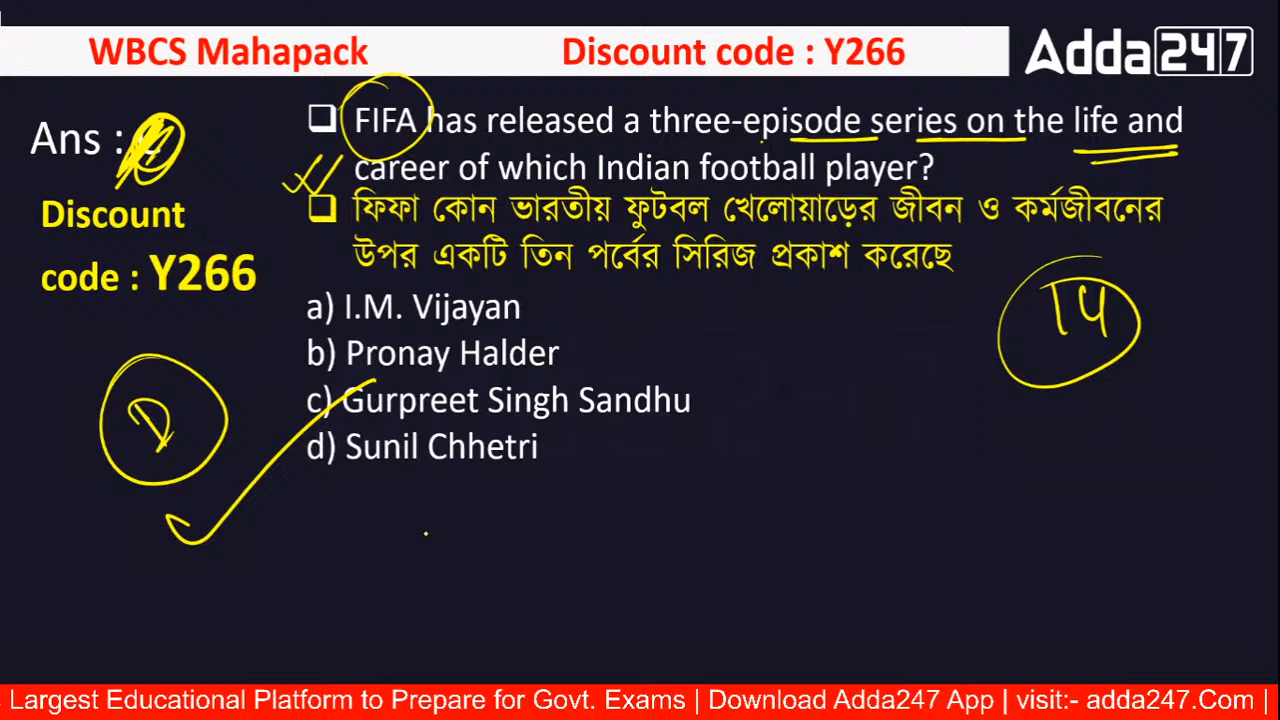 WBCS Mahapack Discount code : Y266 Adda247
❑ FIFA has released a three-episode series on the life and
Ans :
career of which Indian football player?
❑ ফিফা কোন ভারতীয় ফুটবল খেলোয়াড়ের জীবন ও কর্মজীবনের
Discount
উপর একটি তিন পর্বের সিরিজ প্রকাশ করেছে
code : Y266
a) I.M. Vijayan
14
b) Pronay Halder
c) Gurpreet Singh Sandhu
D
d) Sunil Chhetri
Largest Educational Platform to Prepare for Govt. Exams | Download Adda247 App | visit:- adda247.Com |